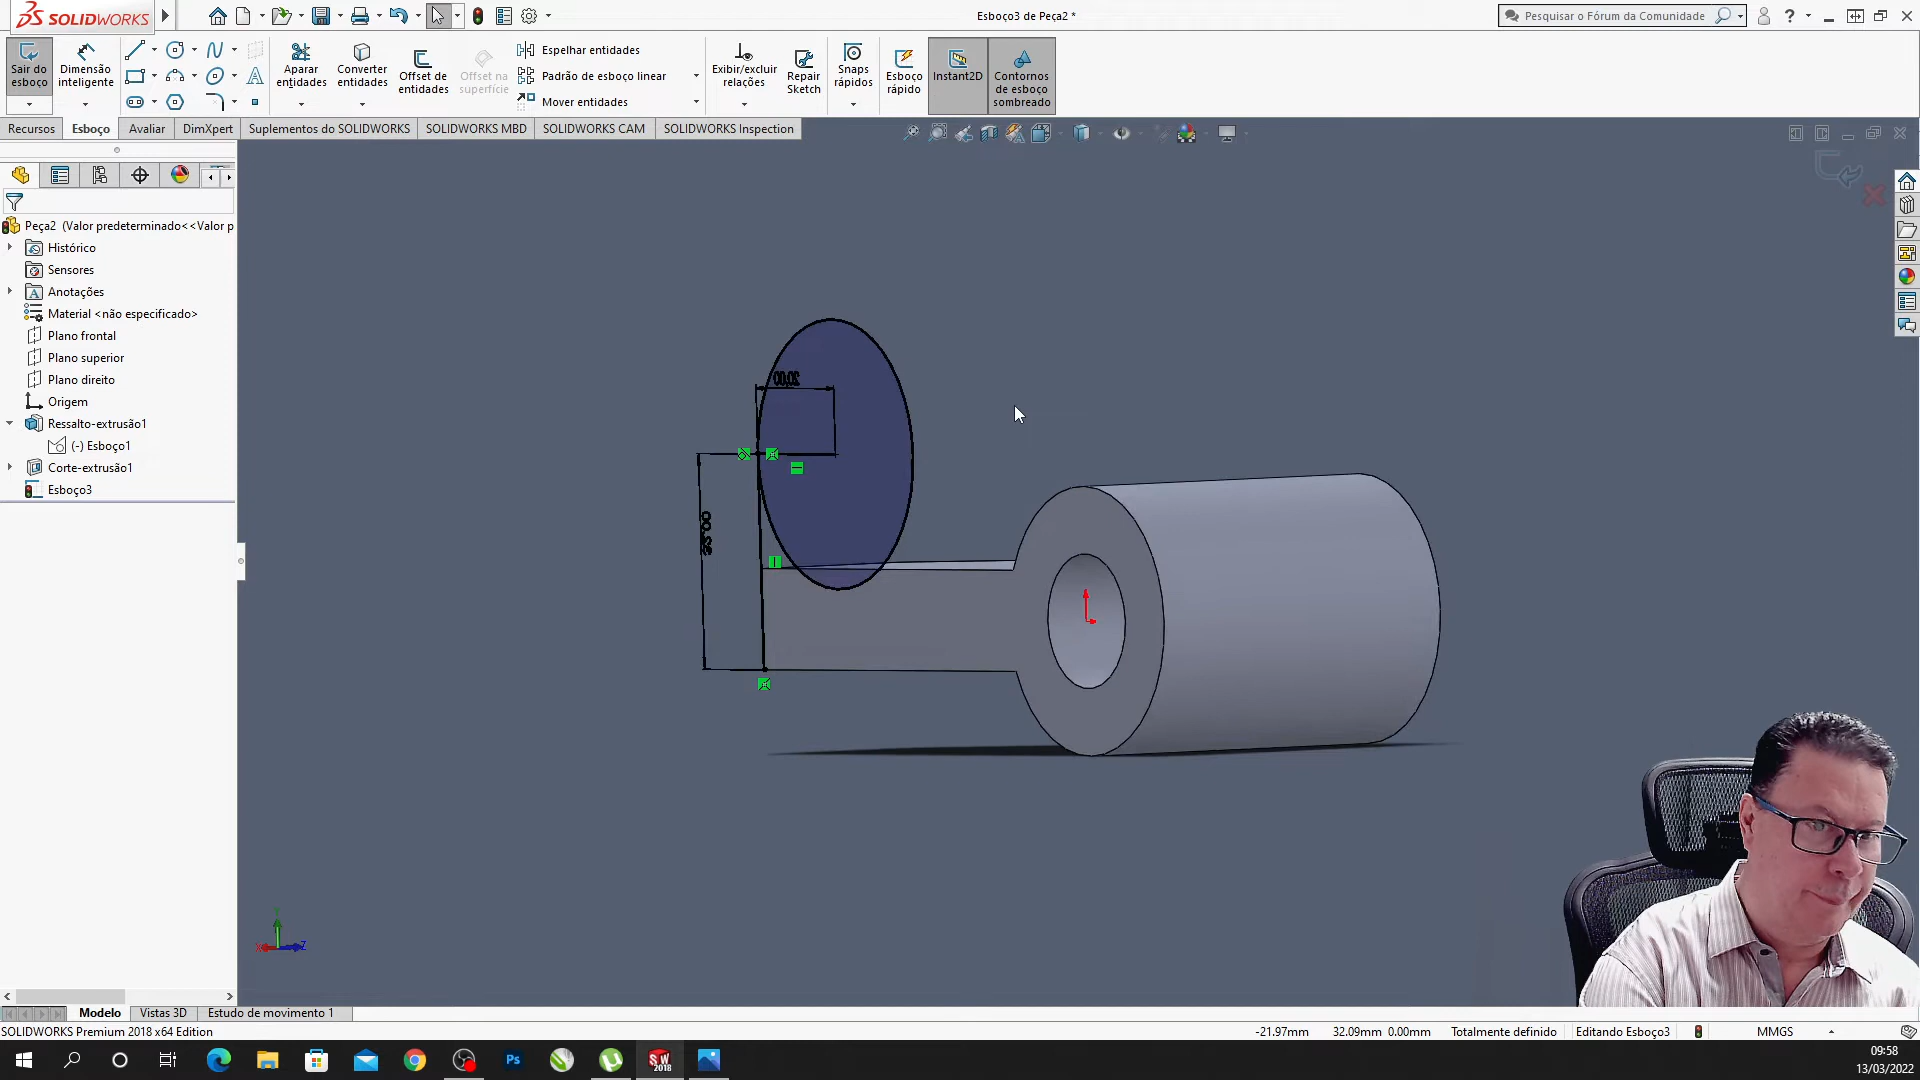 SOLIDWORKS
Esboço3 de Peça2 *
Pesquisar o Fórum da Comunidade
Sair do esboço
Dimensão inteligente
Aparar entidades
Converter entidades
Offset de entidades
Offset na superfície
Espelhar entidades
Padrão de esboço linear
Mover entidades
Exibir/excluir relações
Repair Sketch
Snaps rápidos
Esboço rápido
Instant2D
Contornos de esboço sombreado
Recursos
Esboço
Avaliar
DimXpert
Suplementos do SOLIDWORKS
SOLIDWORKS MBD
SOLIDWORKS CAM
SOLIDWORKS Inspection
Peça2 (Valor predeterminado<<Valor p
Histórico
Sensores
Anotações
Material <não especificado>
Plano frontal
Plano superior
Plano direito
Origem
Ressalto-extrusão1
(-) Esboço1
Corte-extrusão1
Esboço3
20,00
Modelo
Vistas 3D
Estudo de movimento 1
SOLIDWORKS Premium 2018 x64 Edition
-21.97mm
32.09mm 0.00mm
Totalmente definido
Editando Esboço3
MMGS
Ps
SW 2018
09:58
13/03/2022